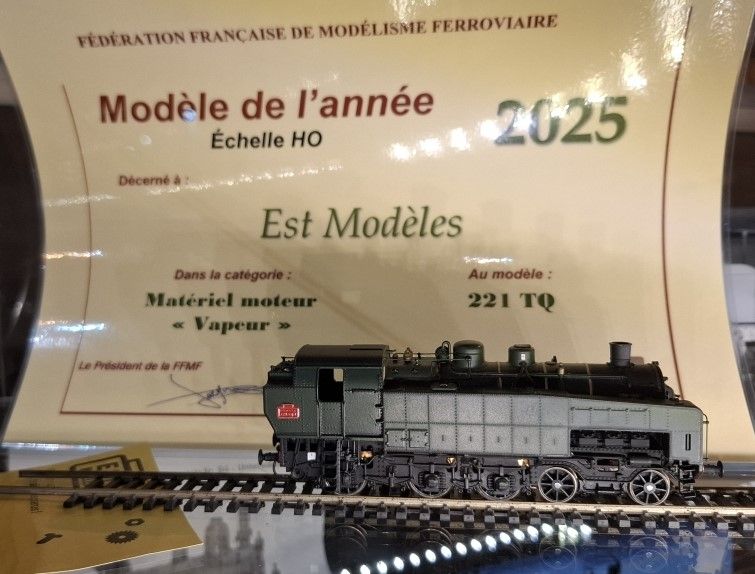 FÉDÉRATION FRANÇAISE DE MODÉLISME FERROVIAIRE
Modèle de l'année
2025
Échelle HO
Décerné à :
Est Modèles
Dans la catégorie :
Au modèle :
Matériel moteur
« Vapeur »
221 TQ
Le Président de la FFMF